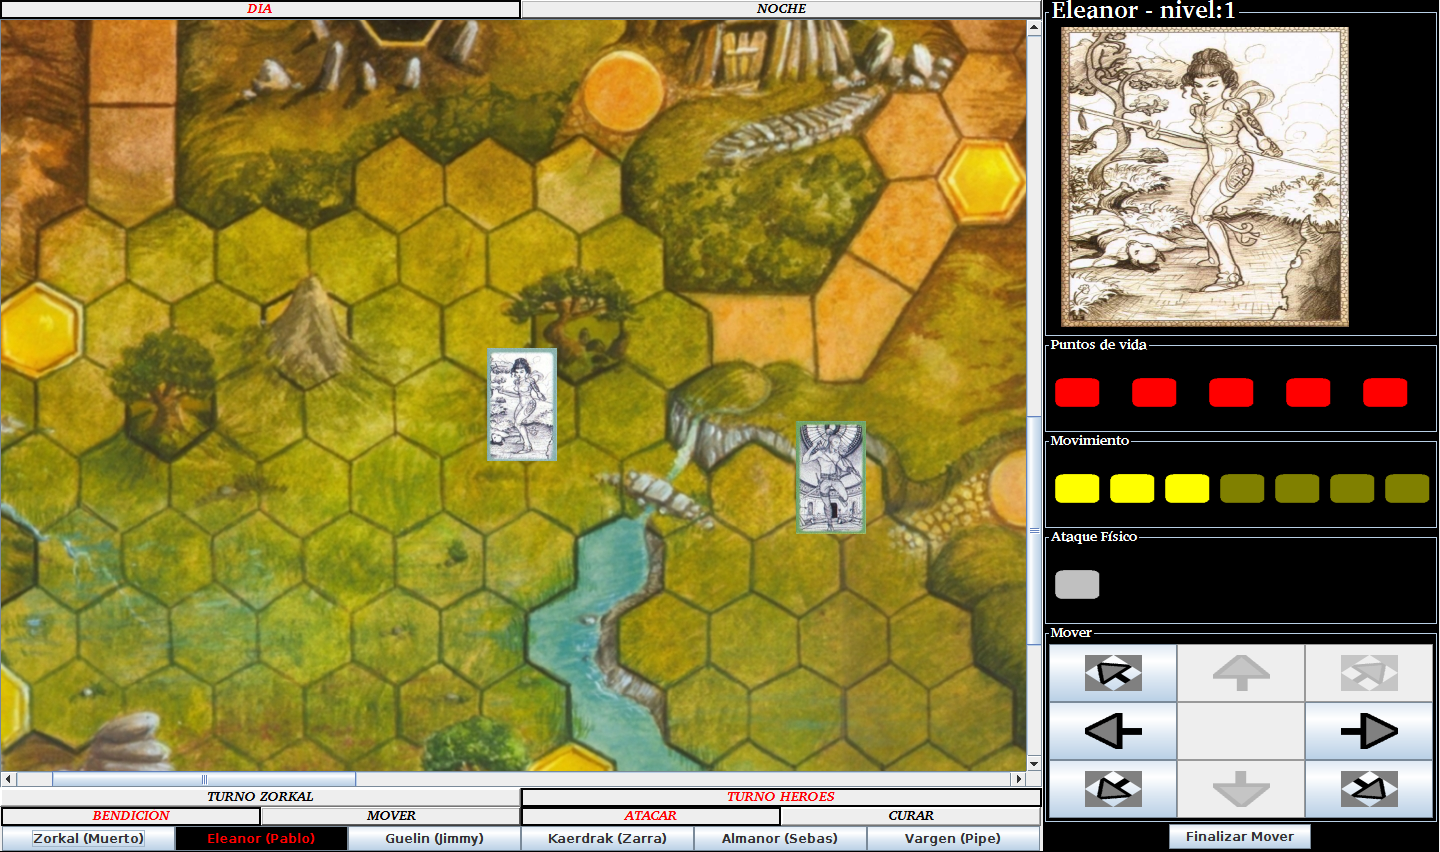 DIA
NOCHE
Eleanor - nivel:1
Puntos de vida
Movimiento
Ataque Físico
Mover
TURNO ZORKAL
TURNO HEROES
BENDICION
MOVER
ATACAR
CURAR
Zorkal (Muerto)
Eleanor (Pablo)
Guelin (Jimmy)
Kaerdrak (Zarra)
Almanor (Sebas)
Vargen (Pipe)
Finalizar Mover